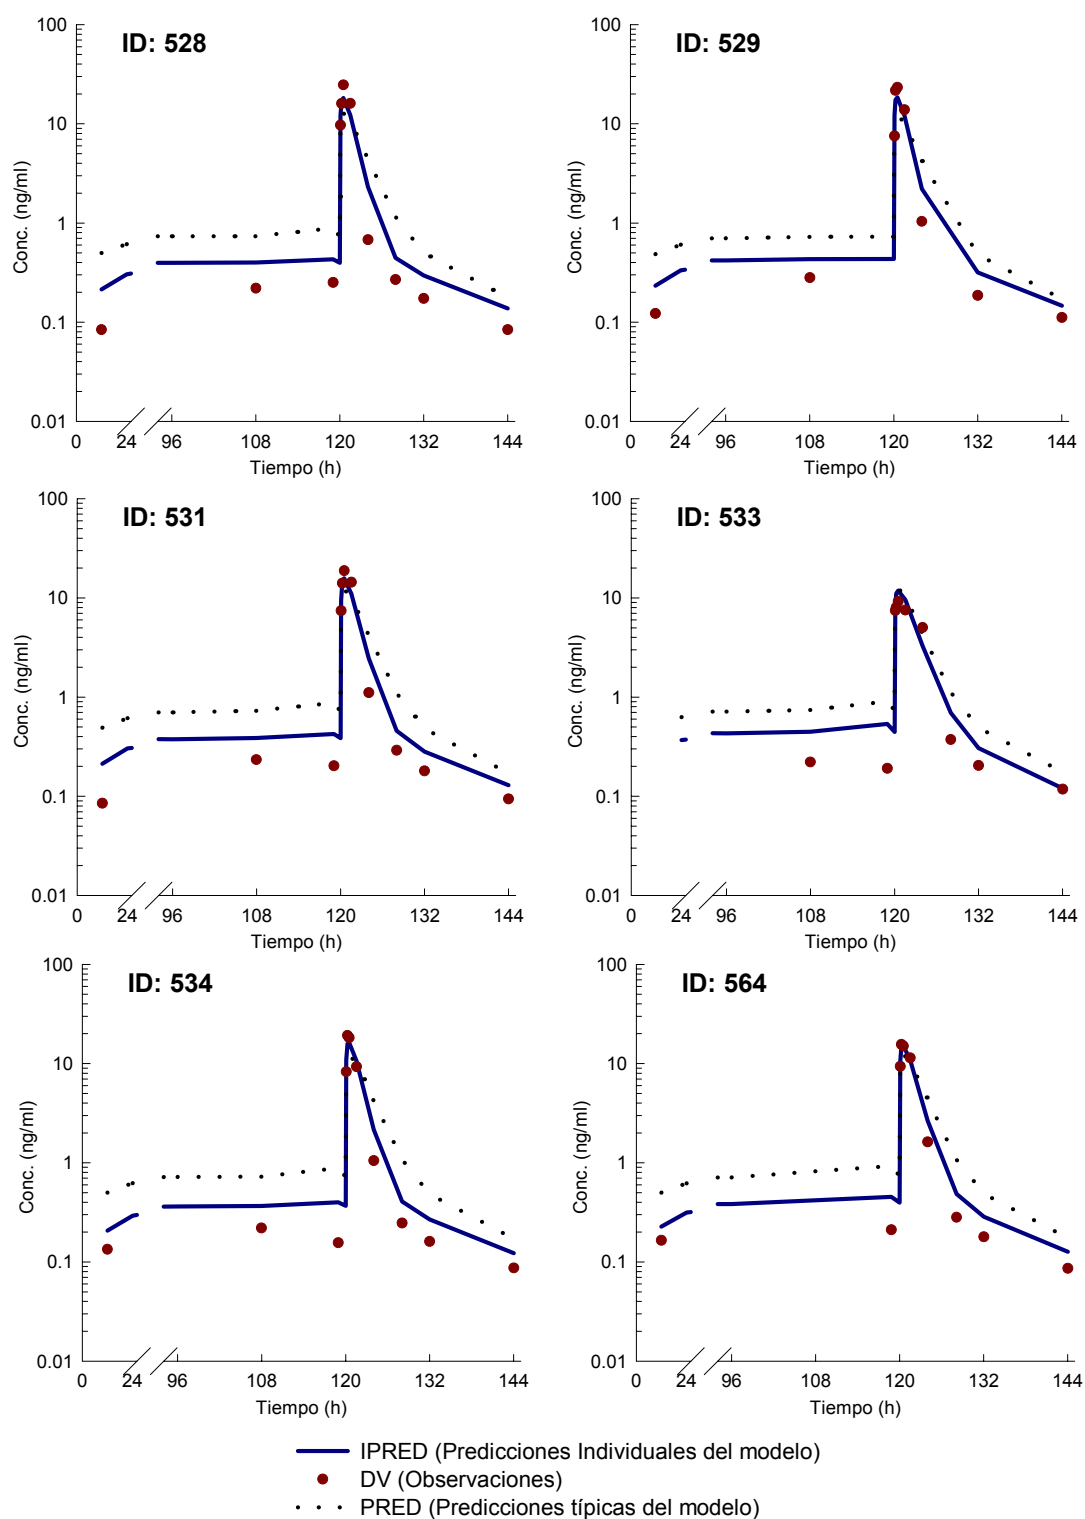 ID: 528
ID: 529
100
10
1
0.1
0.01
Conc. (ng/ml)
0 24 96 108 120 132 144
Tiempo (h)
100
10
1
0.1
0.01
Conc. (ng/ml)
0 24 96 108 120 132 144
Tiempo (h)
ID: 531
ID: 533
100
10
1
0.1
0.01
Conc. (ng/ml)
0 24 96 108 120 132 144
Tiempo (h)
100
10
1
0.1
0.01
Conc. (ng/ml)
0 24 96 108 120 132 144
Tiempo (h)
ID: 534
ID: 564
100
10
1
0.1
0.01
Conc. (ng/ml)
0 24 96 108 120 132 144
Tiempo (h)
100
10
1
0.1
0.01
Conc. (ng/ml)
0 24 96 108 120 132 144
Tiempo (h)
IPRED (Predicciones Individuales del modelo)
DV (Observaciones)
PRED (Predicciones típicas del modelo)